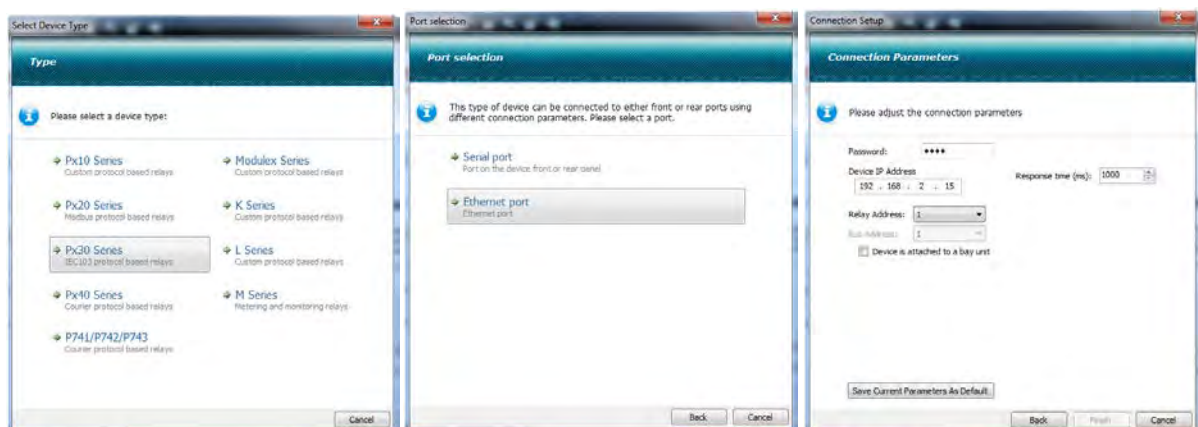 Select Device Type
Type
Please select a device type:
Px10 Series
Custom protocol based relays
Px20 Series
Modbus protocol based relays
Px30 Series
IEC103 protocol based relays
Px40 Series
Courier protocol based relays
P741/P742/P743
Courier protocol based relays
Modulex Series
Custom protocol based relays
K Series
Custom protocol based relays
L Series
Custom protocol based relays
M Series
Metering and monitoring relays
Cancel
Port selection
Port selection
This type of device can be connected to either front or rear ports using
different connection parameters. Please select a port.
Serial port
Port on the device front or rear panel
Ethernet port
Ethernet port
Back Cancel
Connection Setup
Connection Parameters
Please adjust the connection parameters
Password: ****
Device IP Address
192 . 168 . 2 . 15
Response time (ms): 1000
Relay Address: 1
Bus Address: 1
Device is attached to a bay unit
Save Current Parameters As Default
Back Finish Cancel